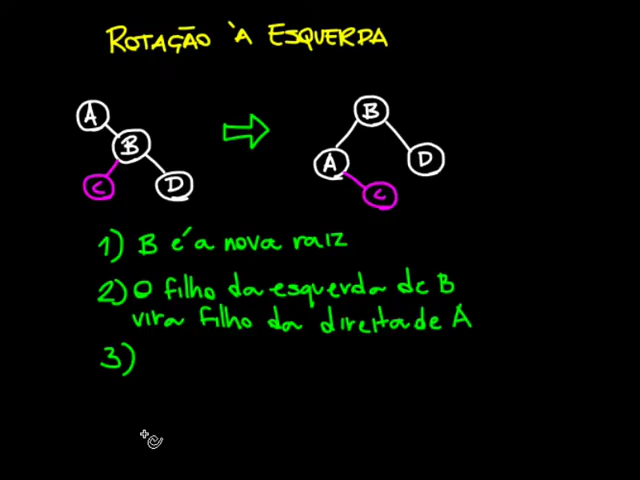 ROTAÇÃO À ESQUERDA
A
B
C
D
B
A
D
C
1) B é a nova raiz
2) O filho da esquerda de B
vira filho da direita de A
3)